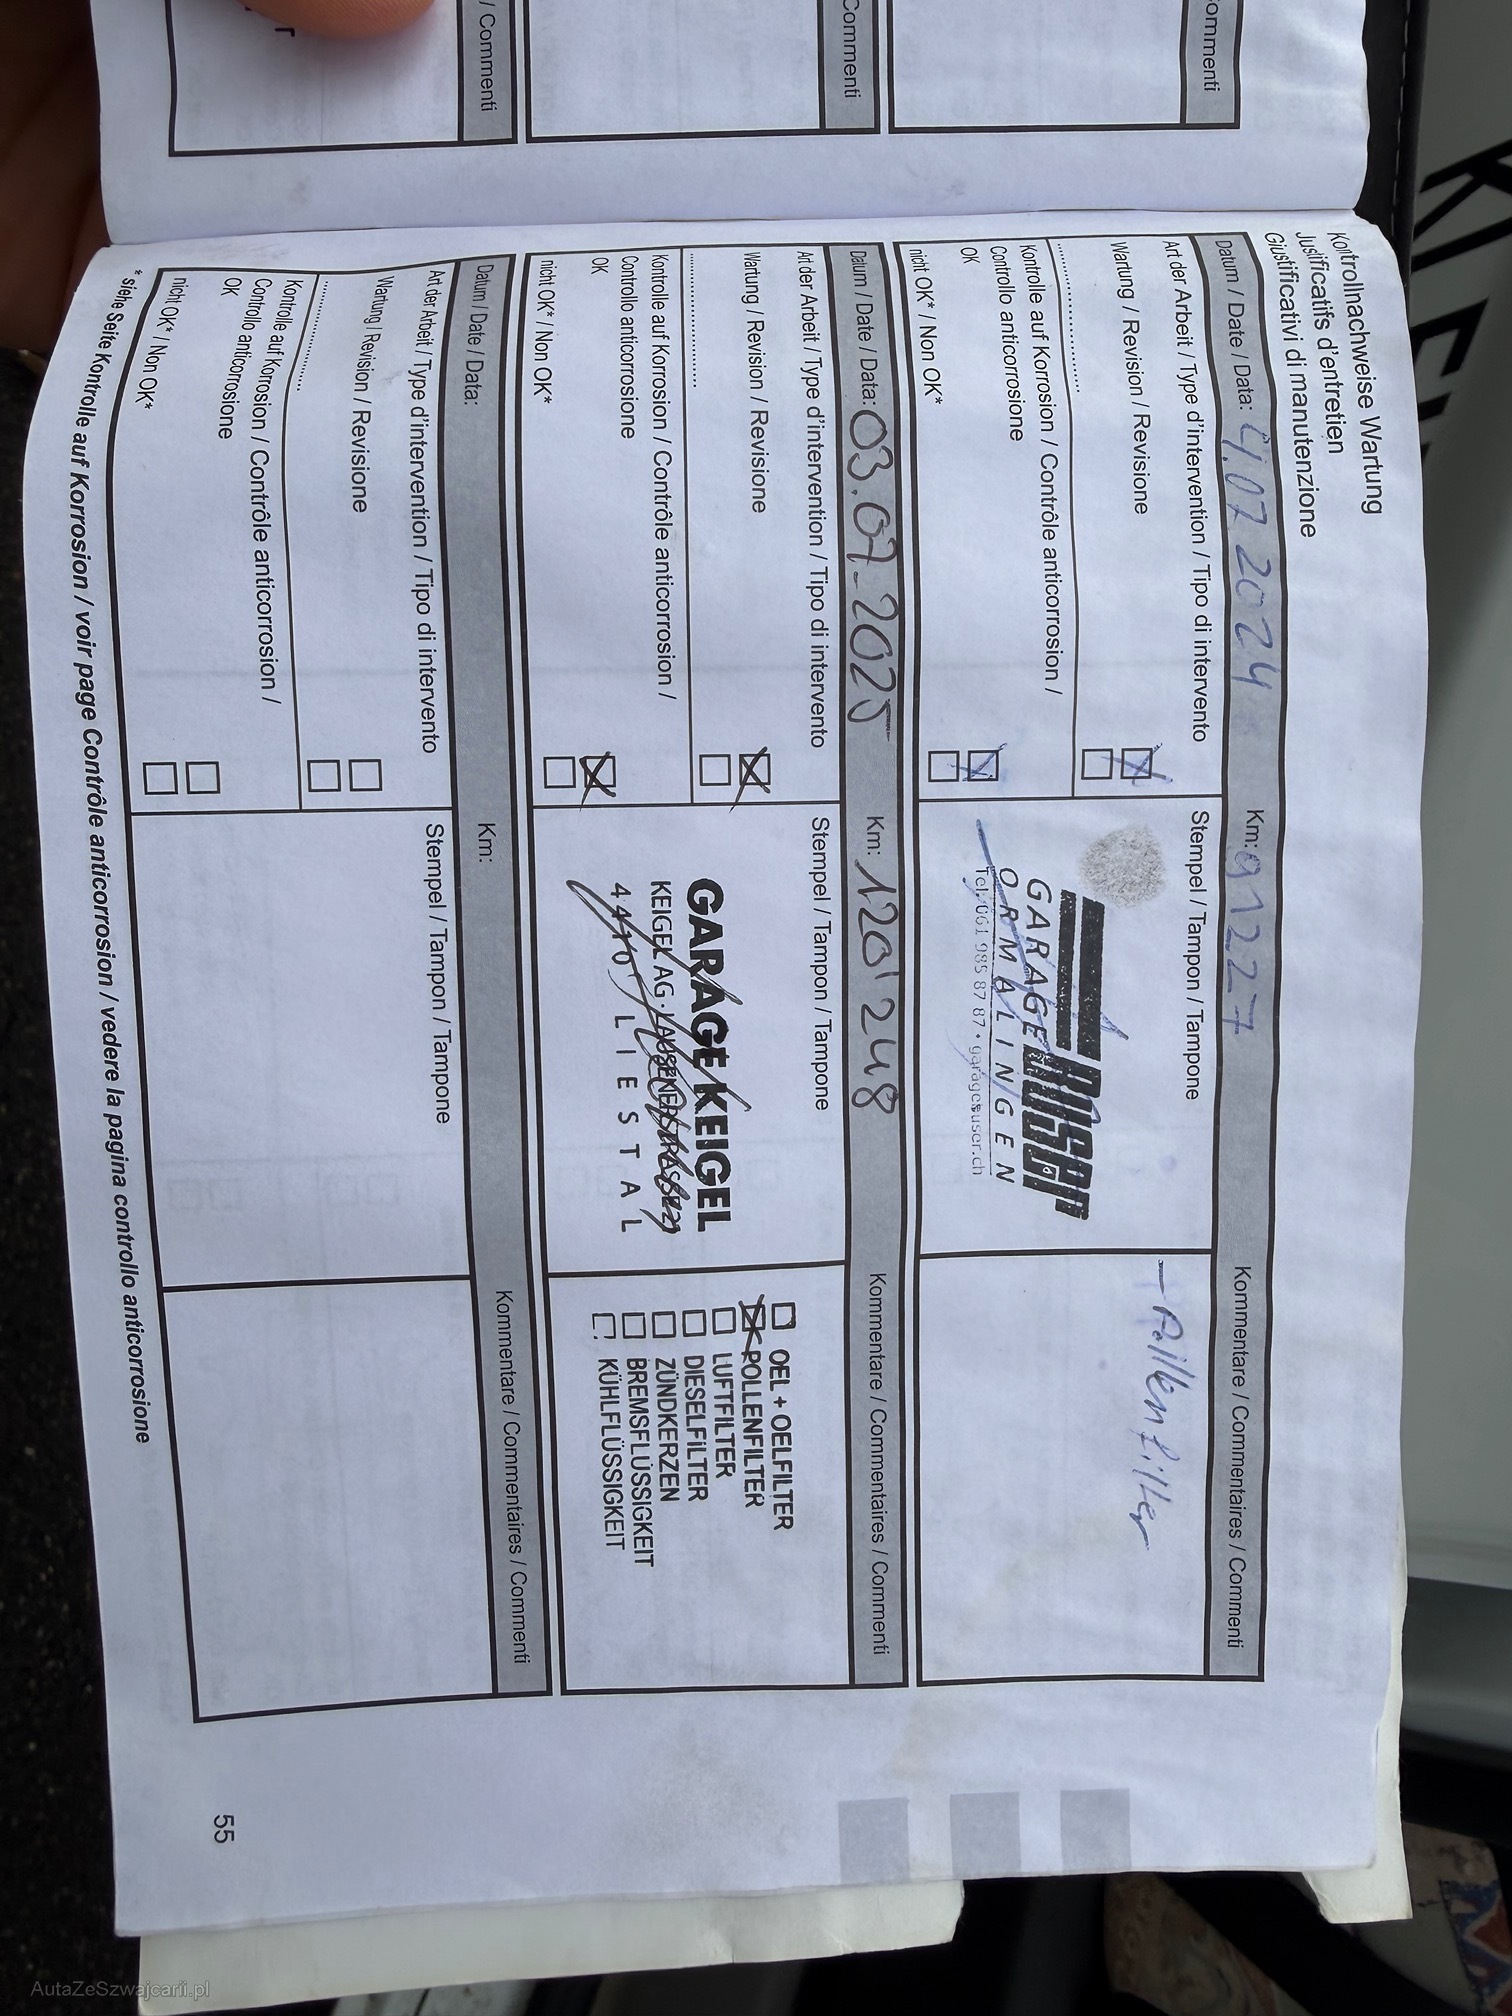 Commenti
Commenti
/ Commenti
Kontrollnachweise Wartung
Justificatifs d'entretien
Giustificativi di manutenzione
Datum / Date / Data: 4.07 2024 Km: 91227 Kommentare / Commentaires / Commenti
Art der Arbeit / Type d'intervention / Tipo di intervento
Wartung / Revision / Revisione
Kontrolle auf Korrosion / Contrôle anticorrosion /
Controllo anticorrosione
OK
nicht OK* / Non OK*
Stempel / Tampon / Tampone
GARAGE RUSER
ORMALINGEN
Tel. 061 985 87 87 •
- Pollenfilter
Datum / Date / Data: 03.07-2025 Km: 120'248 Kommentare / Commentaires / Commenti
Art der Arbeit / Type d'intervention / Tipo di intervento
Wartung / Revision / Revisione
Kontrolle auf Korrosion / Contrôle anticorrosion /
Controllo anticorrosione
OK
nicht OK* / Non OK*
Stempel / Tampon / Tampone
GARAGE KEIGEL
KEIGEL AG
4410 LIESTAL
OEL + OELFILTER
POLLENFILTER
LUFTFILTER
DIESELFILTER
ZÜNDKERZEN
BREMSFLÜSSIGKEIT
KÜHLFLÜSSIGKEIT
Datum / Date / Data: Km: Kommentare / Commentaires / Commenti
Art der Arbeit / Type d'intervention / Tipo di intervento
Wartung / Revision / Revisione
Kontrolle auf Korrosion / Contrôle anticorrosion /
Controllo anticorrosione
OK
nicht OK* / Non OK*
Stempel / Tampon / Tampone
* siehe Seite Kontrolle auf Korrosion / voir page Contrôle anticorrosion / vedere la pagina controllo anticorrosione
55
AutaZeSzwajcarii.pl